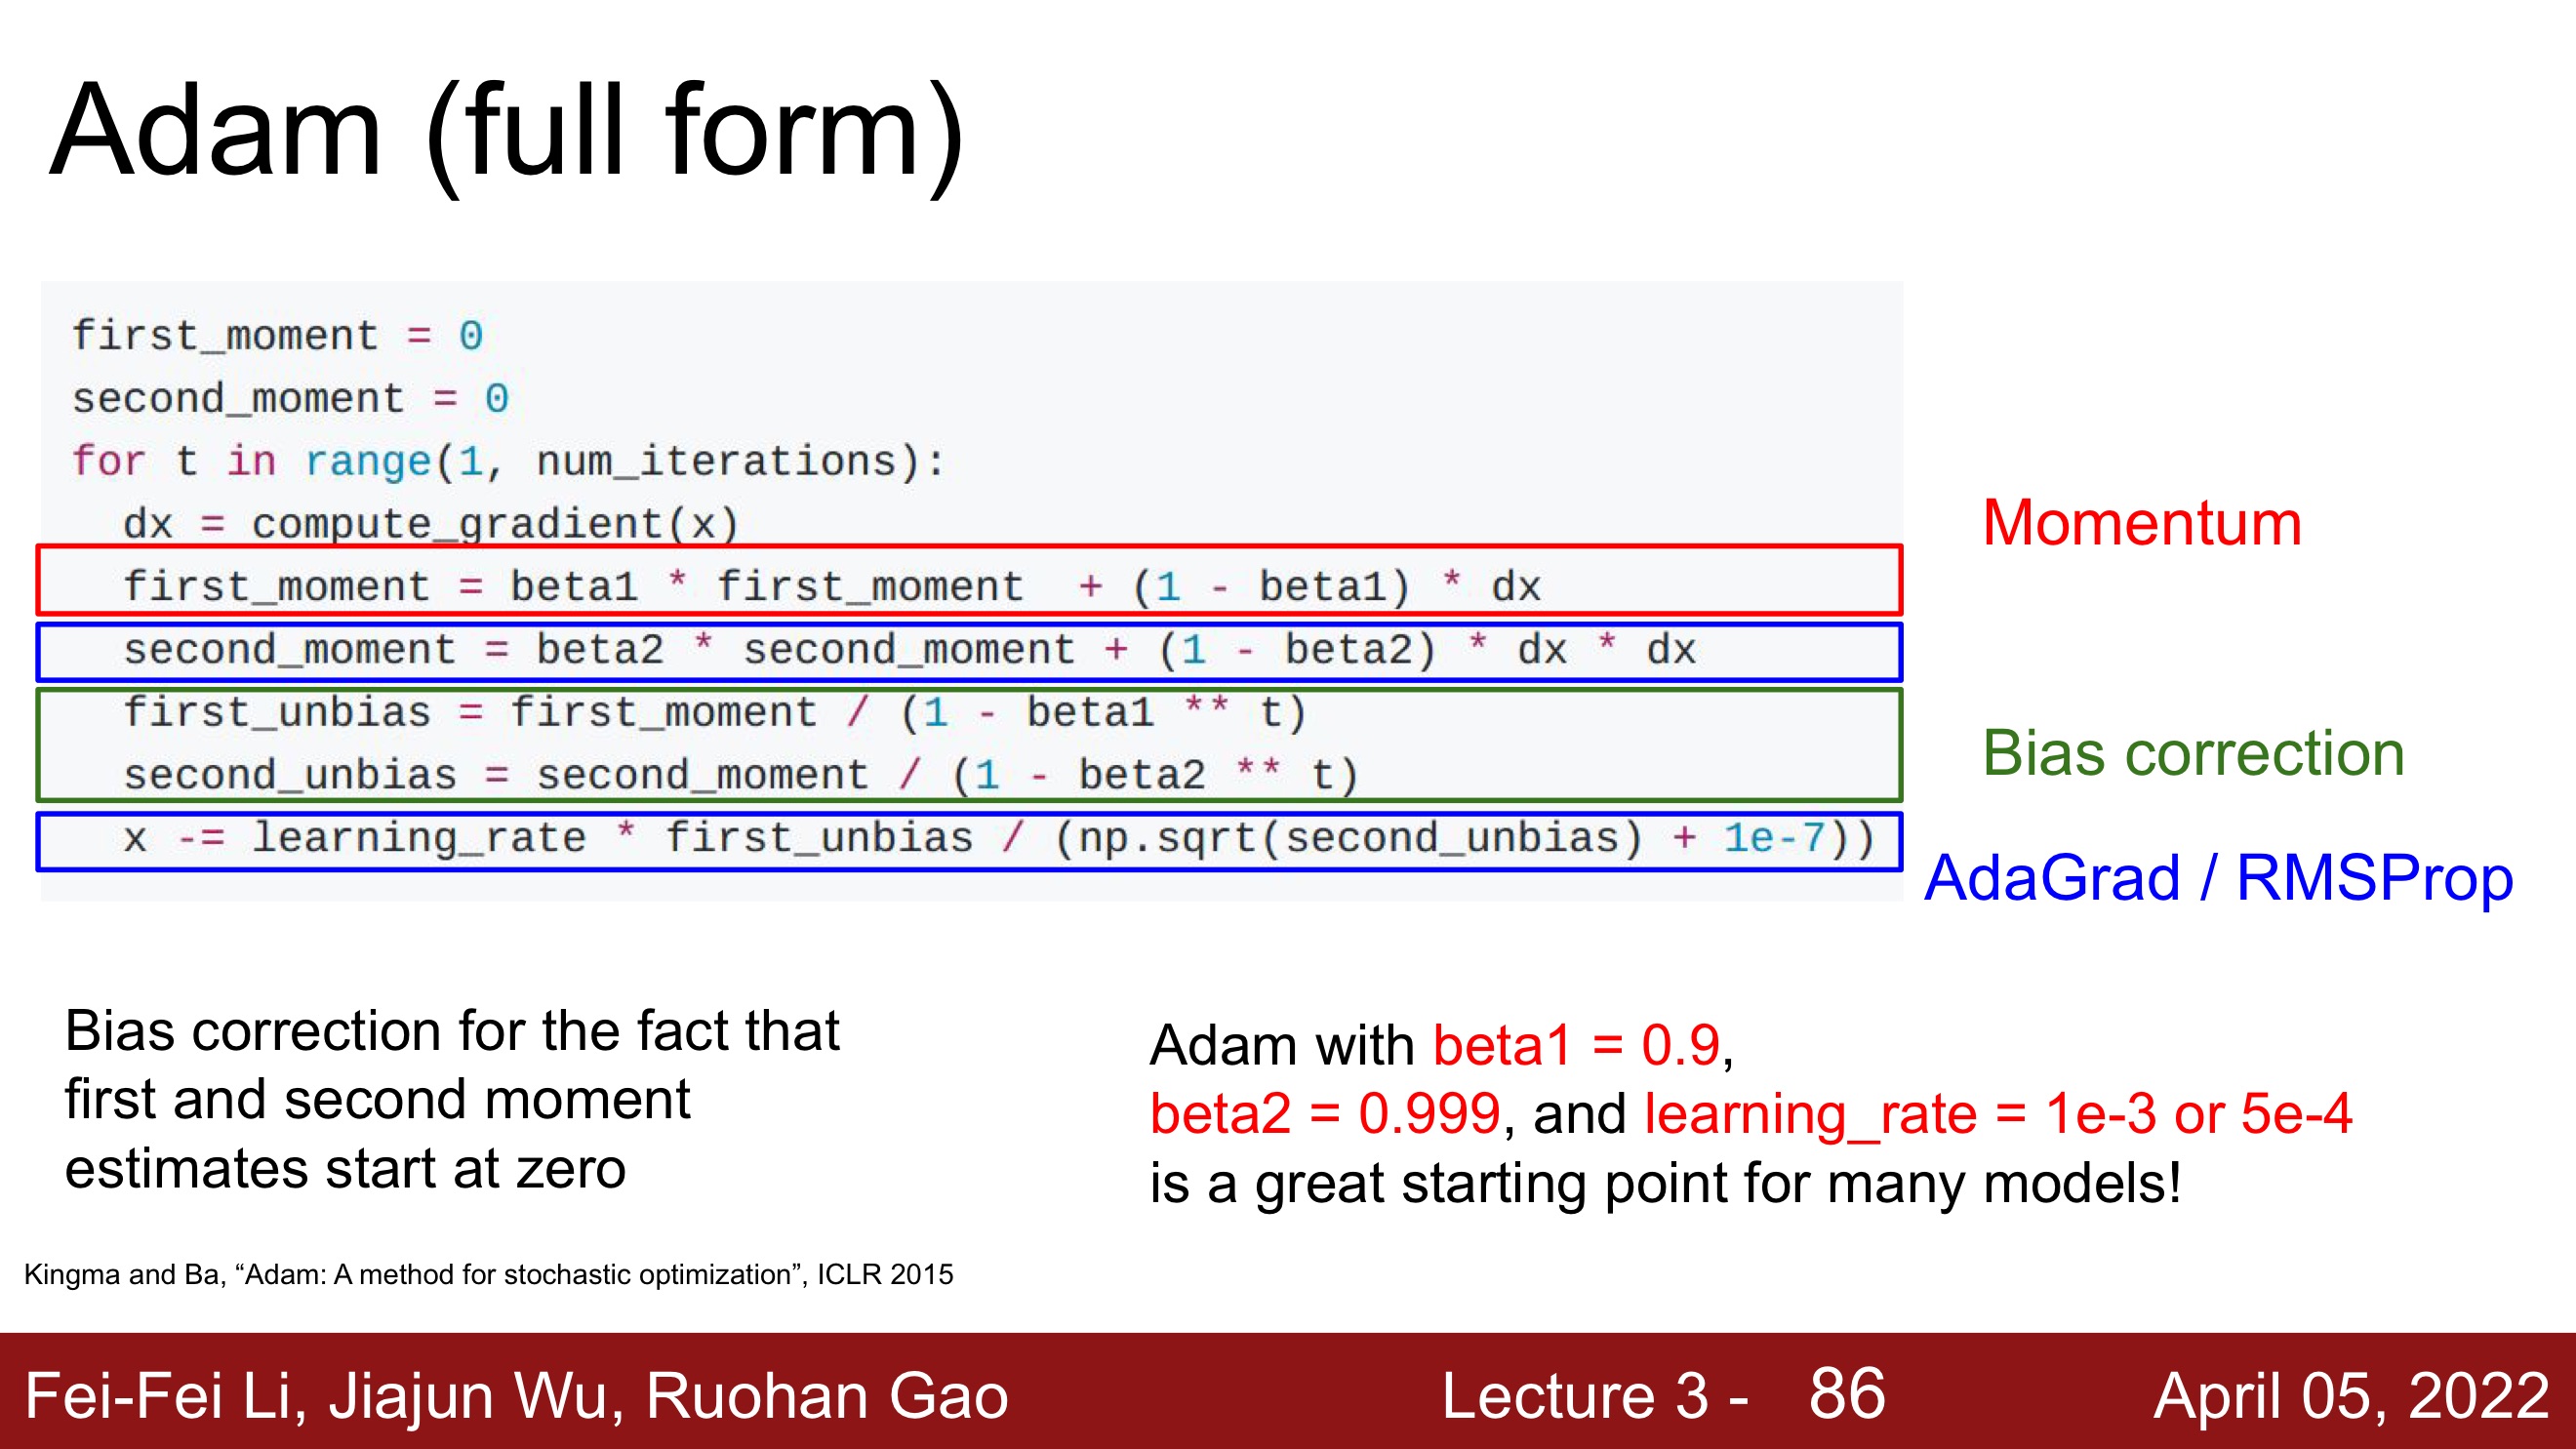 Adam (full form)
first_moment = 0
second_moment = 0
for t in range(1, num_iterations):
  dx = compute_gradient(x)
  first_moment = beta1 * first_moment  + (1 - beta1) * dx
  second_moment = beta2 * second_moment + (1 - beta2) * dx * dx
  first_unbias = first_moment / (1 - beta1 ** t)
  second_unbias = second_moment / (1 - beta2 ** t)
  x -= learning_rate * first_unbias / (np.sqrt(second_unbias) + 1e-7))
Momentum
Bias correction
AdaGrad / RMSProp
Bias correction for the fact that
first and second moment
estimates start at zero
Adam with beta1 = 0.9,
beta2 = 0.999, and learning_rate = 1e-3 or 5e-4
is a great starting point for many models!
Kingma and Ba, “Adam: A method for stochastic optimization”, ICLR 2015
Fei-Fei Li, Jiajun Wu, Ruohan Gao
Lecture 3 - 86
April 05, 2022